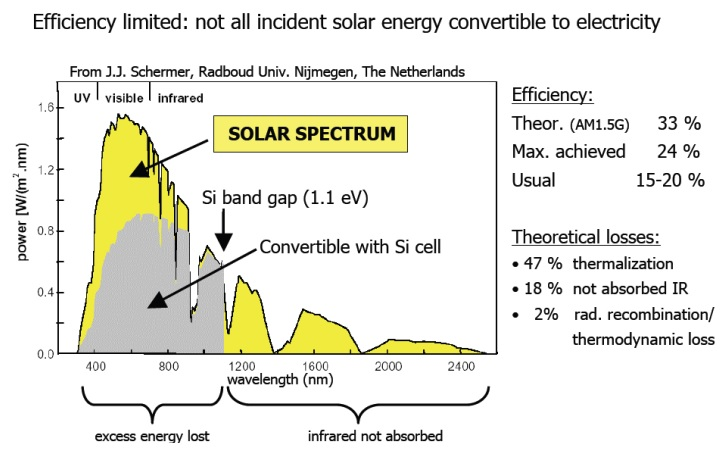 Efficiency limited: not all incident solar energy convertible to electricity
From J.J. Schermer, Radboud Univ. Nijmegen, The Netherlands
UV visible infrared
1.6
1.2
0.8
0.4
0.0
power [W/(m².nm)]
SOLAR SPECTRUM
Si band gap (1.1 eV)
Convertible with Si cell
400 800 1200 1600 2000 2400
wavelength (nm)
excess energy lost
infrared not absorbed
Efficiency:
Theor. (AM1.5G) 33 %
Max. achieved 24 %
Usual 15-20 %
Theoretical losses:
• 47 % thermalization
• 18 % not absorbed IR
• 2% rad. recombination/
thermodynamic loss